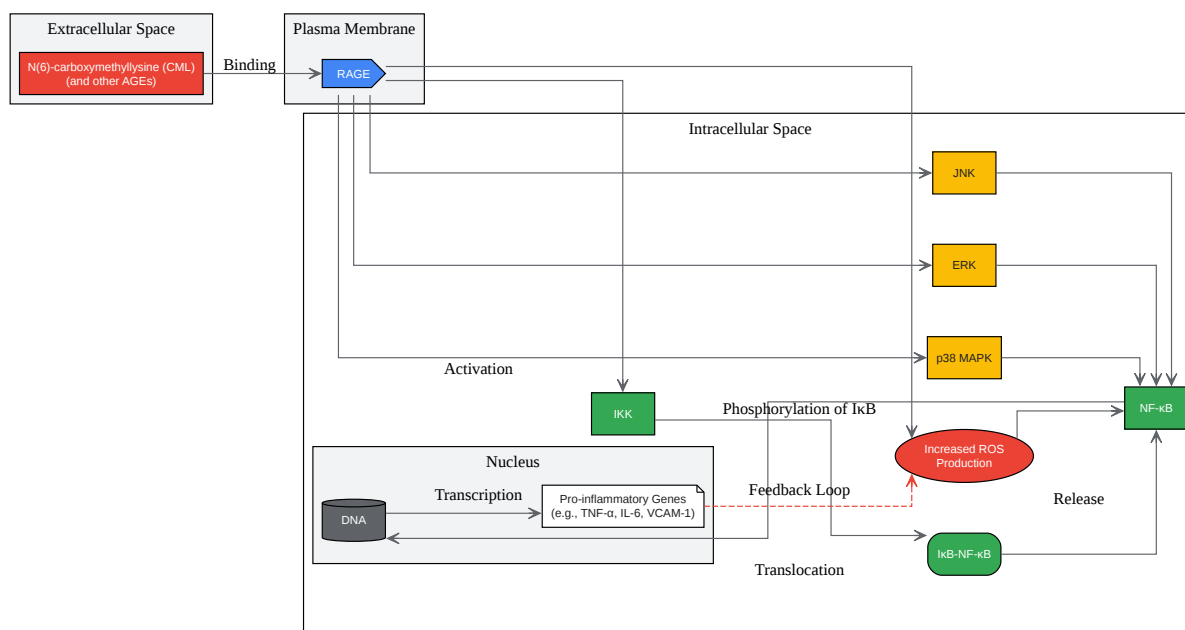 Extracellular Space
N(6)-carboxymethyllysine (CML)
(and other AGEs)
Binding
Plasma Membrane
RAGE
Intracellular Space
JNK
ERK
p38 MAPK
Activation
IKK
Phosphorylation of IκB
NF-κB
Increased ROS
Production
Nucleus
Transcription
DNA
Pro-inflammatory Genes
(e.g., TNF-α, IL-6, VCAM-1)
Feedback Loop
Release
IκB-NF-κB
Translocation